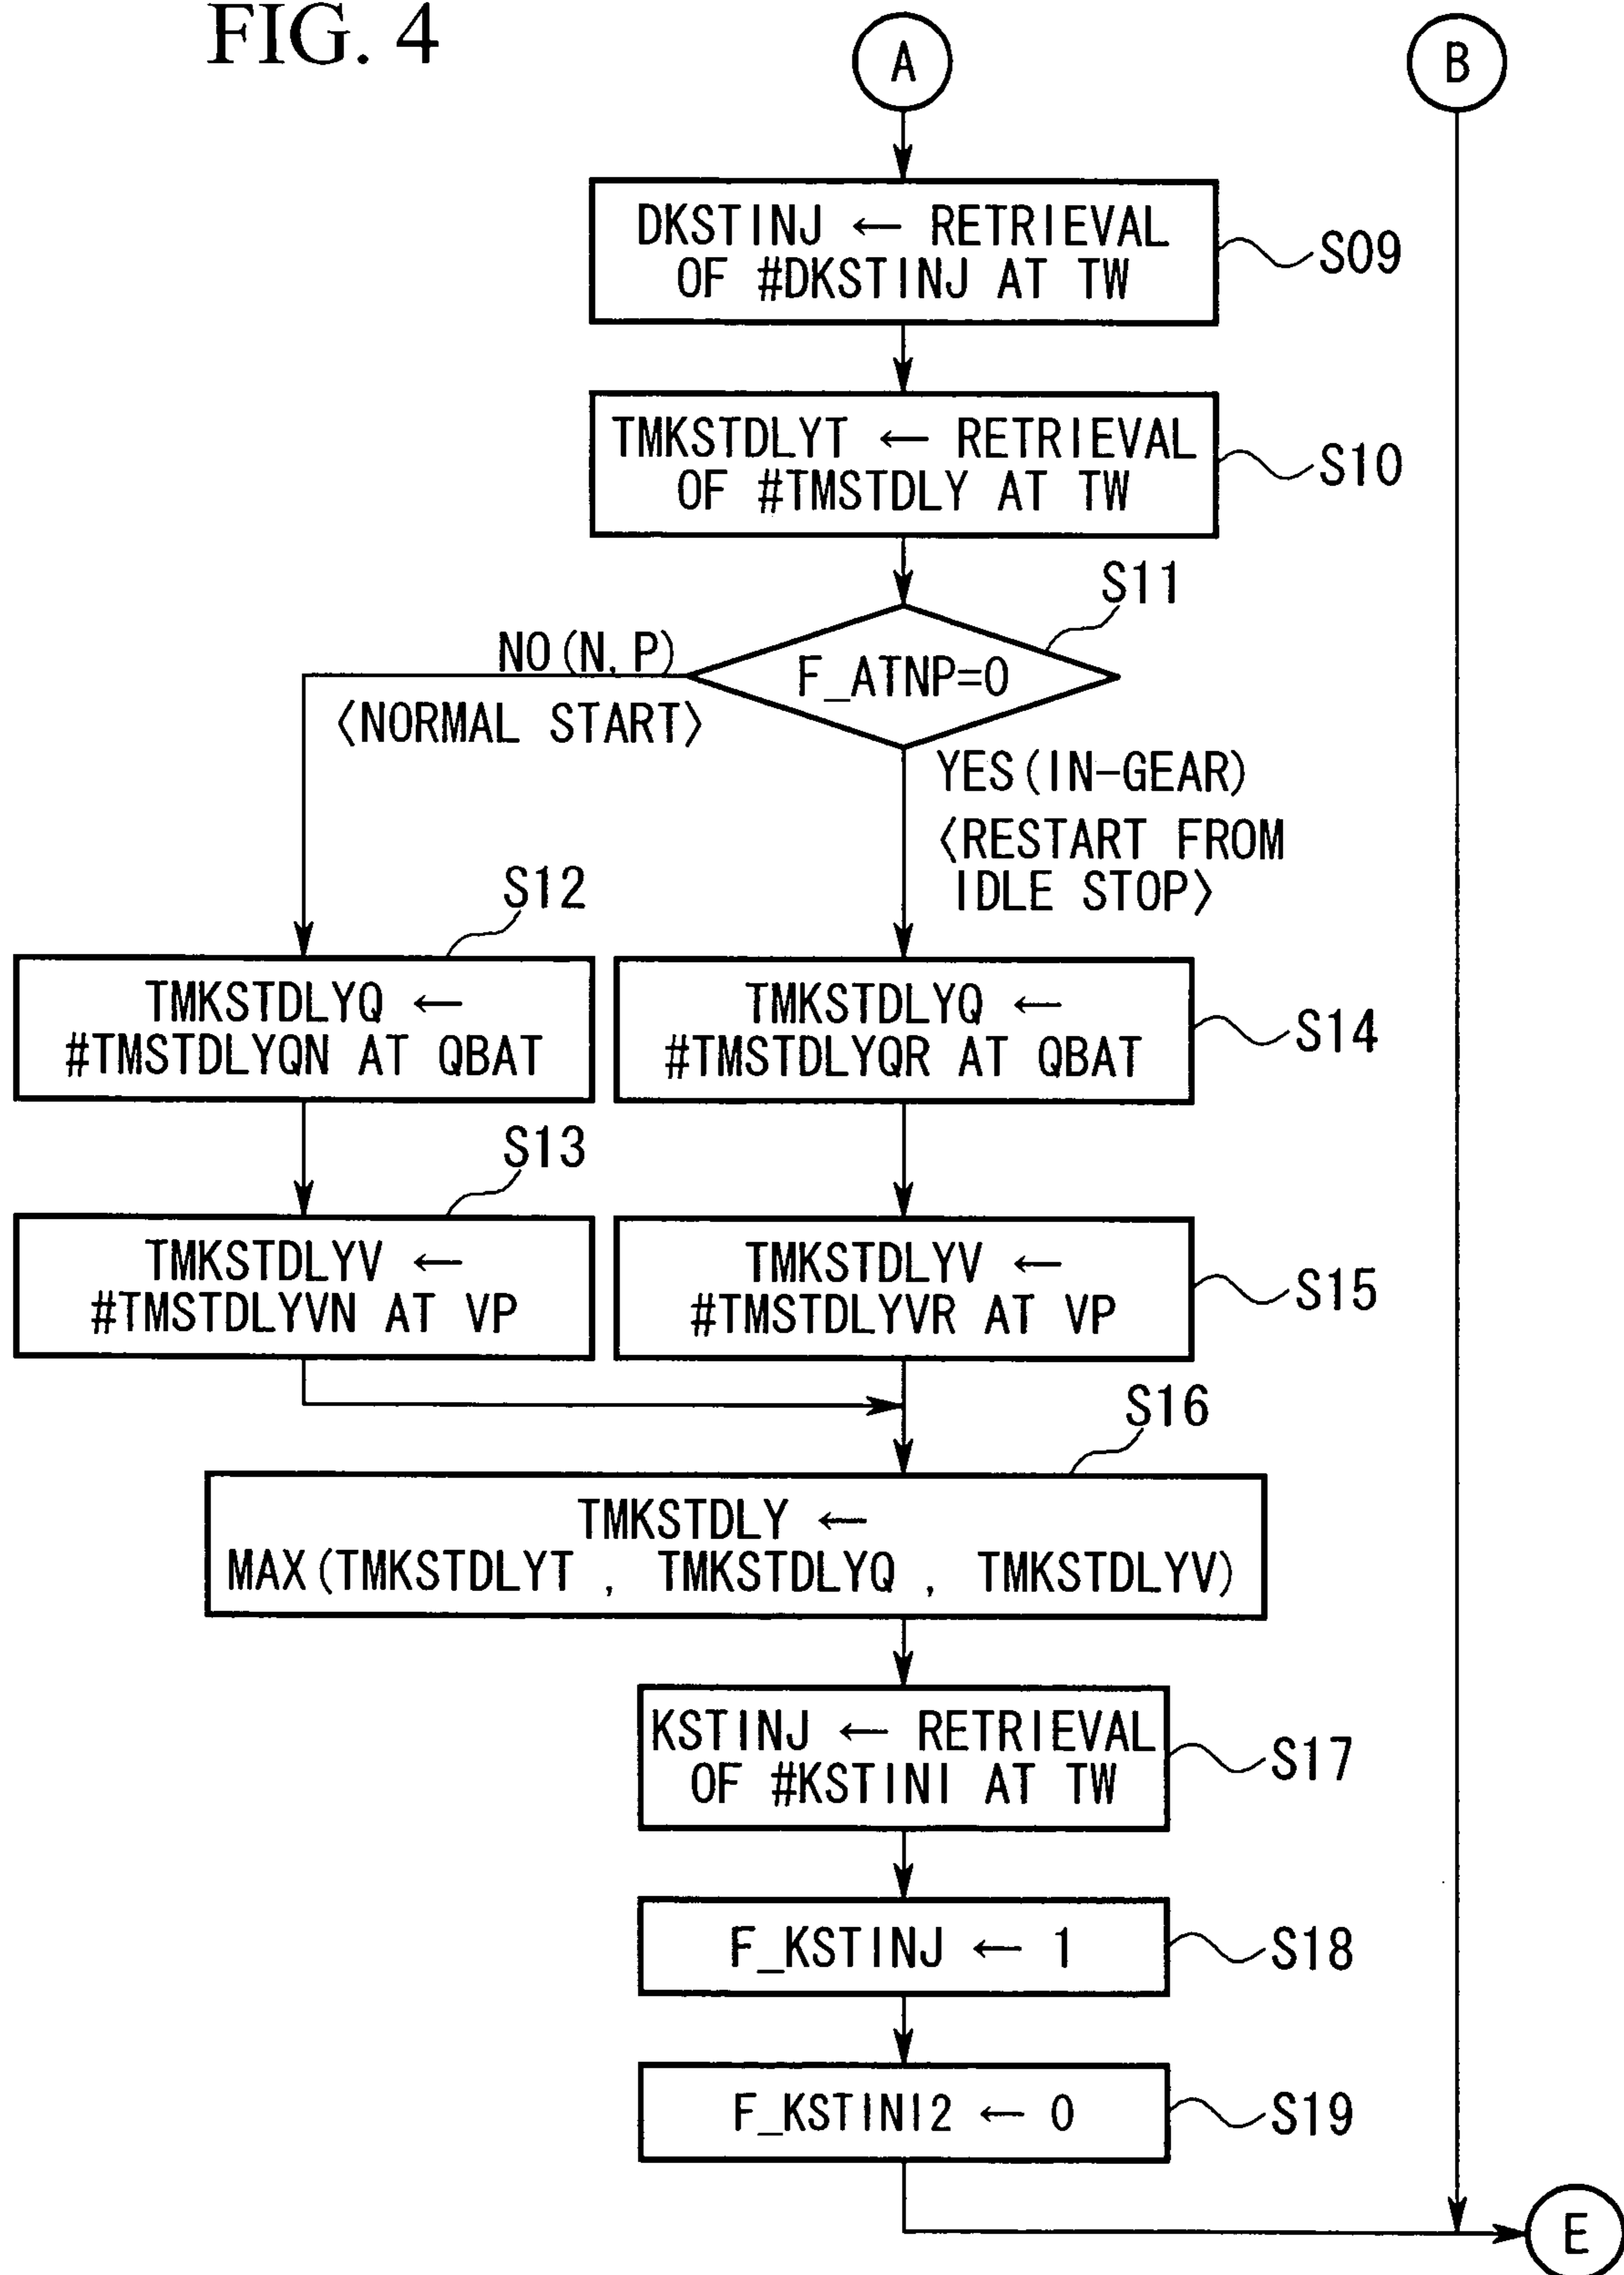 FIG. 4
A
B
DKSTINJ ← RETRIEVAL
OF #DKSTINJ AT TW
S09
TMKSTDLYT ← RETRIEVAL
OF #TMSTDLY AT TW
S10
S11
F_ATNP=0
NO(N, P)
〈NORMAL START〉
YES(IN-GEAR)
〈RESTART FROM
IDLE STOP〉
S12
TMKSTDLYQ ←
#TMSTDLYQN AT QBAT
TMKSTDLYQ ←
#TMSTDLYQR AT QBAT
S14
S13
TMKSTDLYV ←
#TMSTDLYVN AT VP
TMKSTDLYV ←
#TMSTDLYVR AT VP
S15
S16
TMKSTDLY ←
MAX(TMKSTDLYT , TMKSTDLYQ , TMKSTDLYV)
KSTINJ ← RETRIEVAL
OF #KSTINI AT TW
S17
F_KSTINJ ← 1
S18
F_KSTINI2 ← 0
S19
E